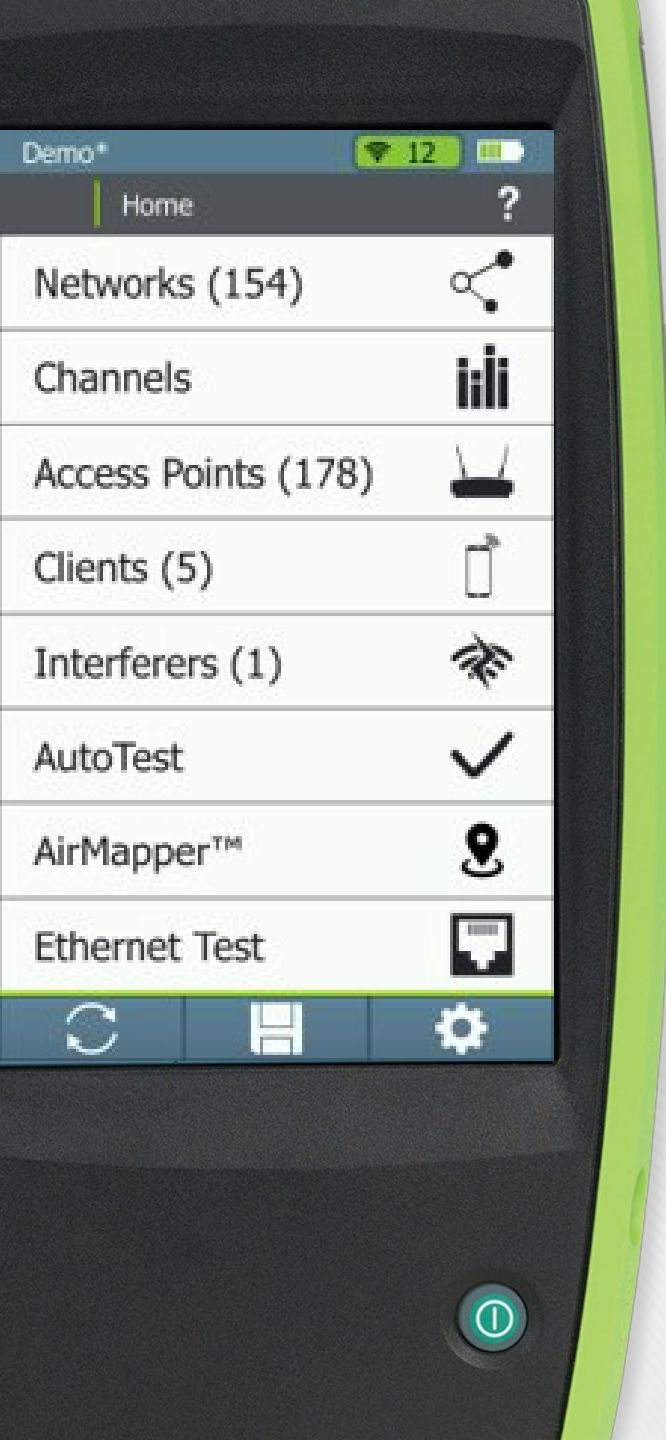 Demo*
12
Home
?
Networks (154)
Channels
Access Points (178)
Clients (5)
Interferers (1)
AutoTest
AirMapper™
Ethernet Test